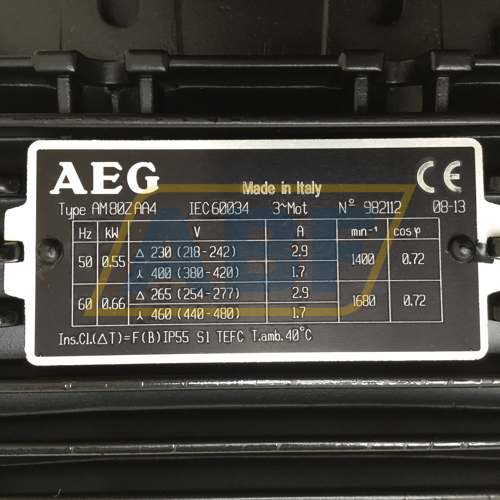 AEG Made in Italy CE
Type AM80ZAA4 IEC60034 3~Mot Nº 982112 08-13
Hz kW V A min⁻¹ cos φ
50 0.55 △ 230 (218-242) 2.9 1400 0.72
⅄ 400 (380-420) 1.7
60 0.66 △ 265 (254-277) 2.9 1680 0.72
⅄ 460 (440-480) 1.7
Ins.Cl.(△T)=F(B)IP55 S1 TEFC T.amb.40°C
ABF